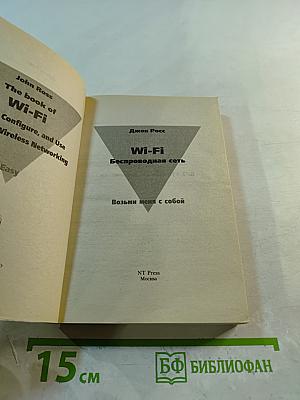 John Ross
The book of
Wi-Fi
Configure, and Use
Wireless Networking
Easy
Джон Росс
Wi-Fi
Беспроводная сеть
Возьми меня с собой
NT Press
Москва
15 см
БФ БИБЛИОФАН